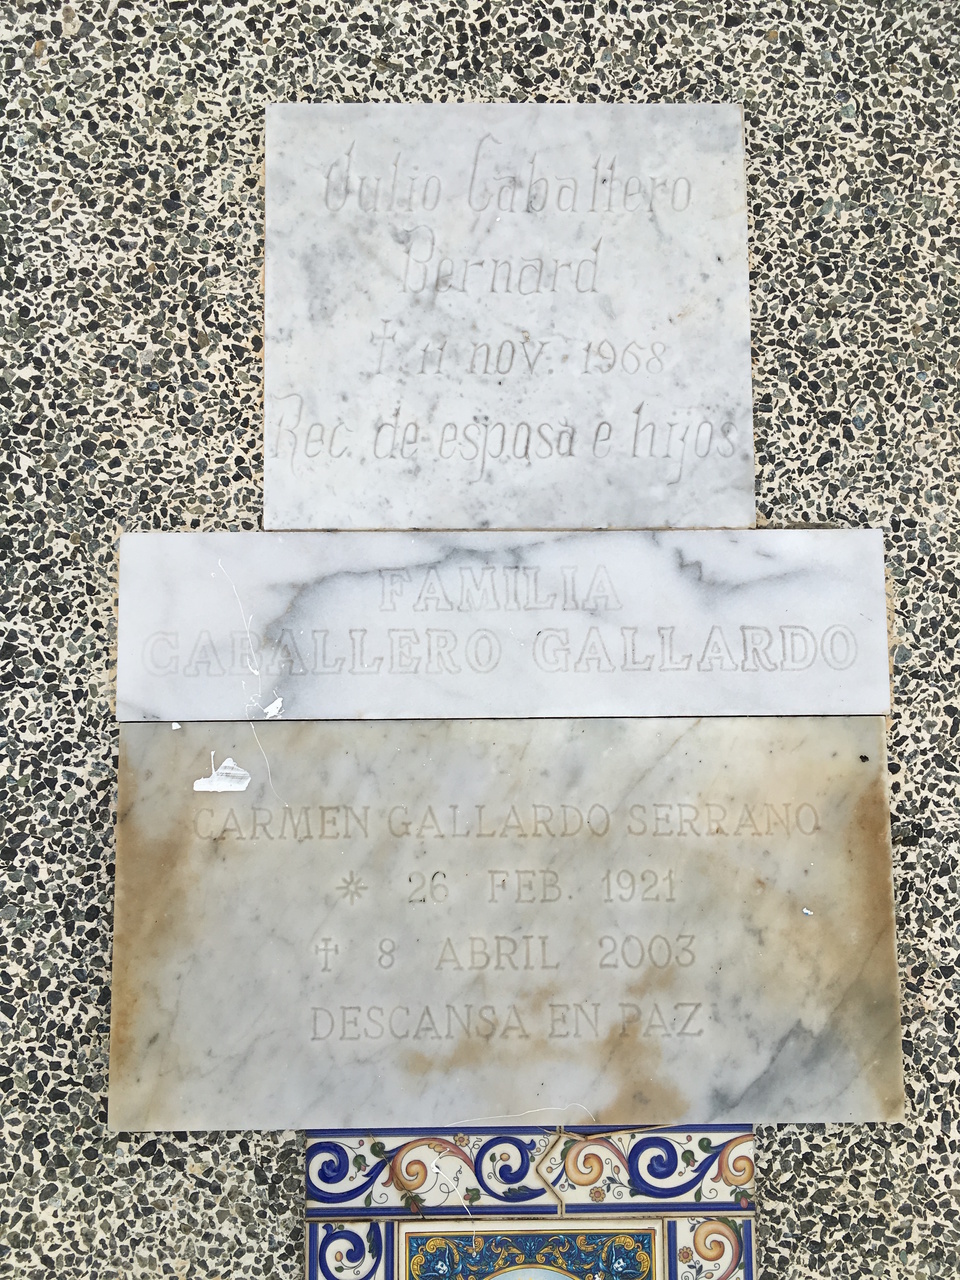 Julio Caballero
Bernard
† 11 nov. 1968
Rec. de esposa e hijos
FAMILIA
CABALLERO GALLARDO
CARMEN GALLARDO SERRANO
* 26 FEB. 1921
† 8 ABRIL 2003
DESCANSA EN PAZ